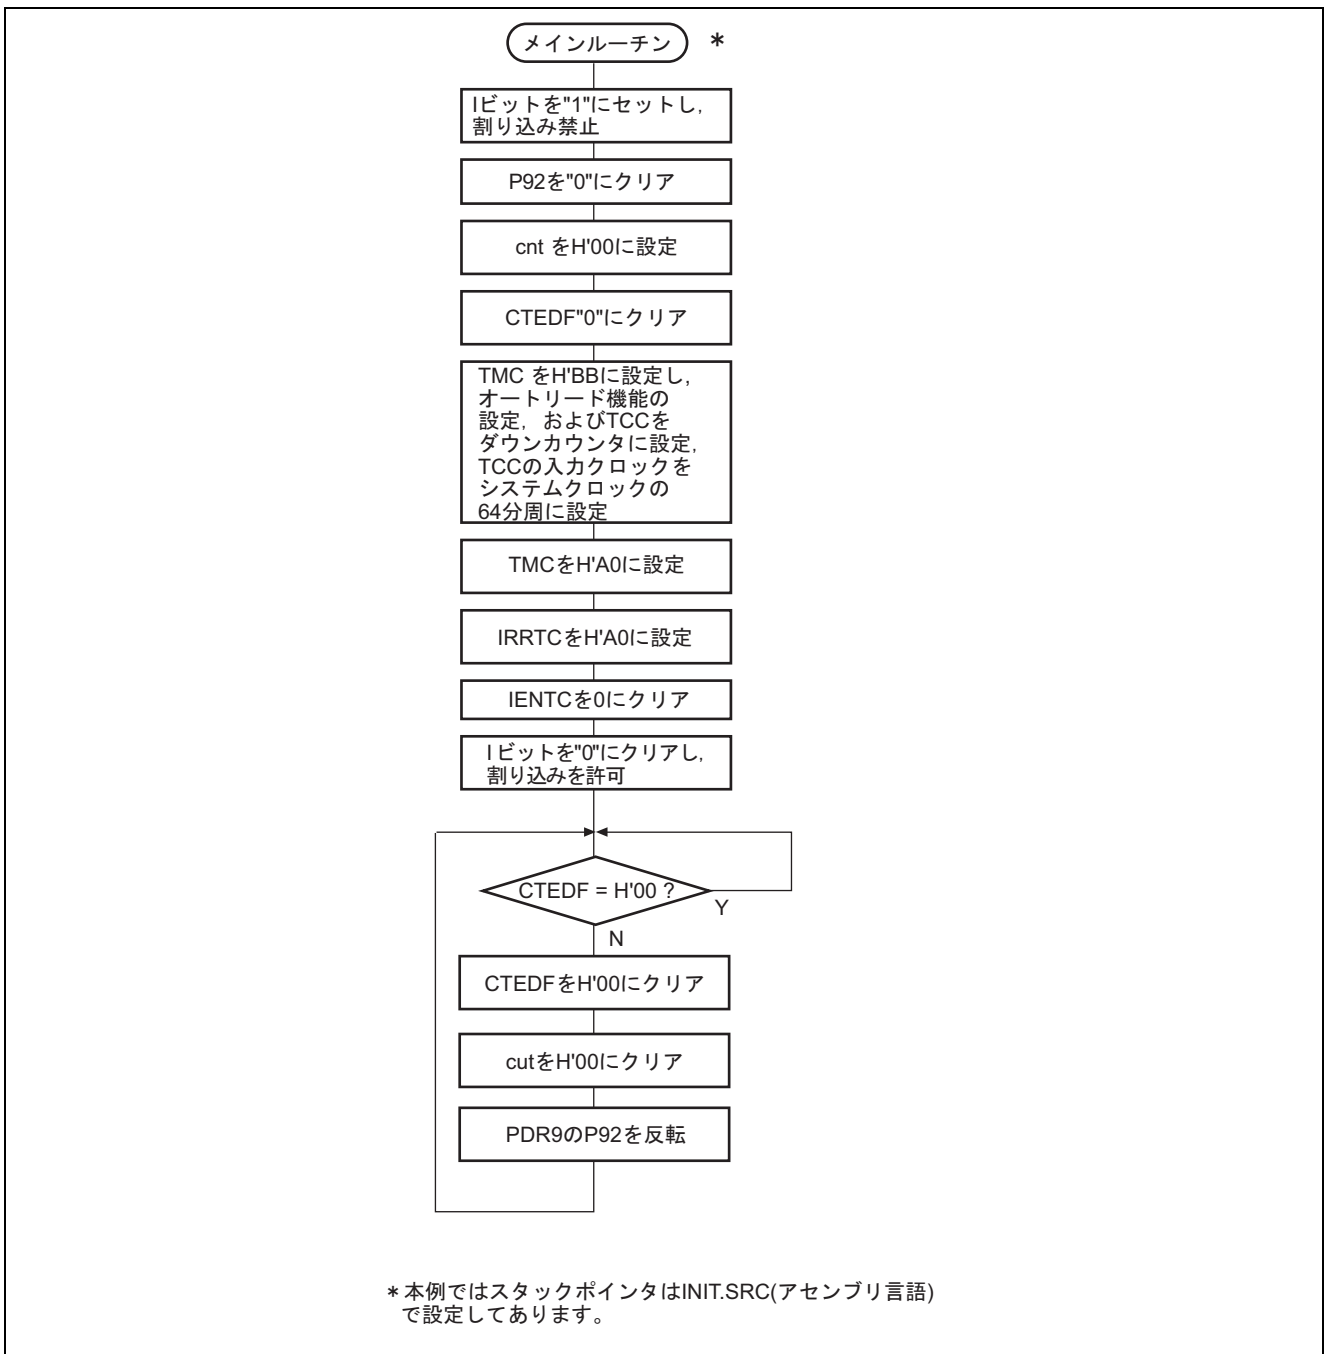 メインルーチン *
Iビットを"1"にセットし,
割り込み禁止
P92を"0"にクリア
cnt をH'00に設定
CTEDF"0"にクリア
TMC をH'BBに設定し,
オートリード機能の
設定，およびTCCを
ダウンカウンタに設定,
TCCの入力クロックを
システムクロックの
64分周に設定
TMCをH'A0に設定
IRRTCをH'A0に設定
IENTCを0にクリア
Iビットを"0"にクリアし,
割り込みを許可
CTEDF = H'00 ?
Y
N
CTEDFをH'00にクリア
cutをH'00にクリア
PDR9のP92を反転
*本例ではスタックポインタはINIT.SRC(アセンブリ言語)
で設定してあります。